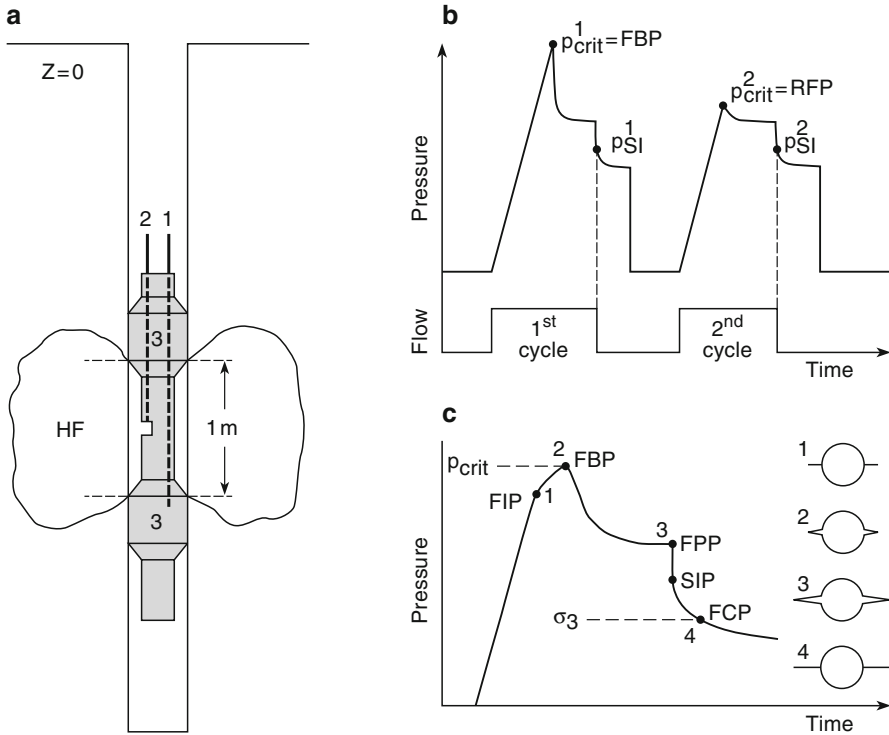 a
Z=0
2 1
3
HF
1 m
3
b
p¹crit=FBP
p¹SI
p²crit=RFP
p²SI
Pressure
Flow
1st cycle
2nd cycle
Time
c
pcrit
2
FBP
FIP
1
3
FPP
SIP
σ3
FCP
4
Pressure
Time
1
2
3
4